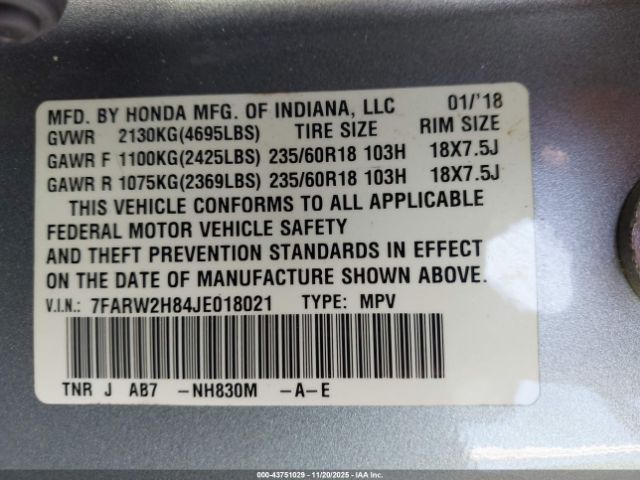 MFD. BY HONDA MFG. OF INDIANA, LLC 01/'18
GVWR 2130KG(4695LBS) TIRE SIZE RIM SIZE
GAWR F 1100KG(2425LBS) 235/60R18 103H 18X7.5J
GAWR R 1075KG(2369LBS) 235/60R18 103H 18X7.5J
THIS VEHICLE CONFORMS TO ALL APPLICABLE
FEDERAL MOTOR VEHICLE SAFETY
AND THEFT PREVENTION STANDARDS IN EFFECT
ON THE DATE OF MANUFACTURE SHOWN ABOVE.
V.I.N.: 7FARW2H84JE018021 TYPE: MPV
TNR J AB7 -NH830M -A-E
000-43751029 - 11/20/2025 - IAAI.CA